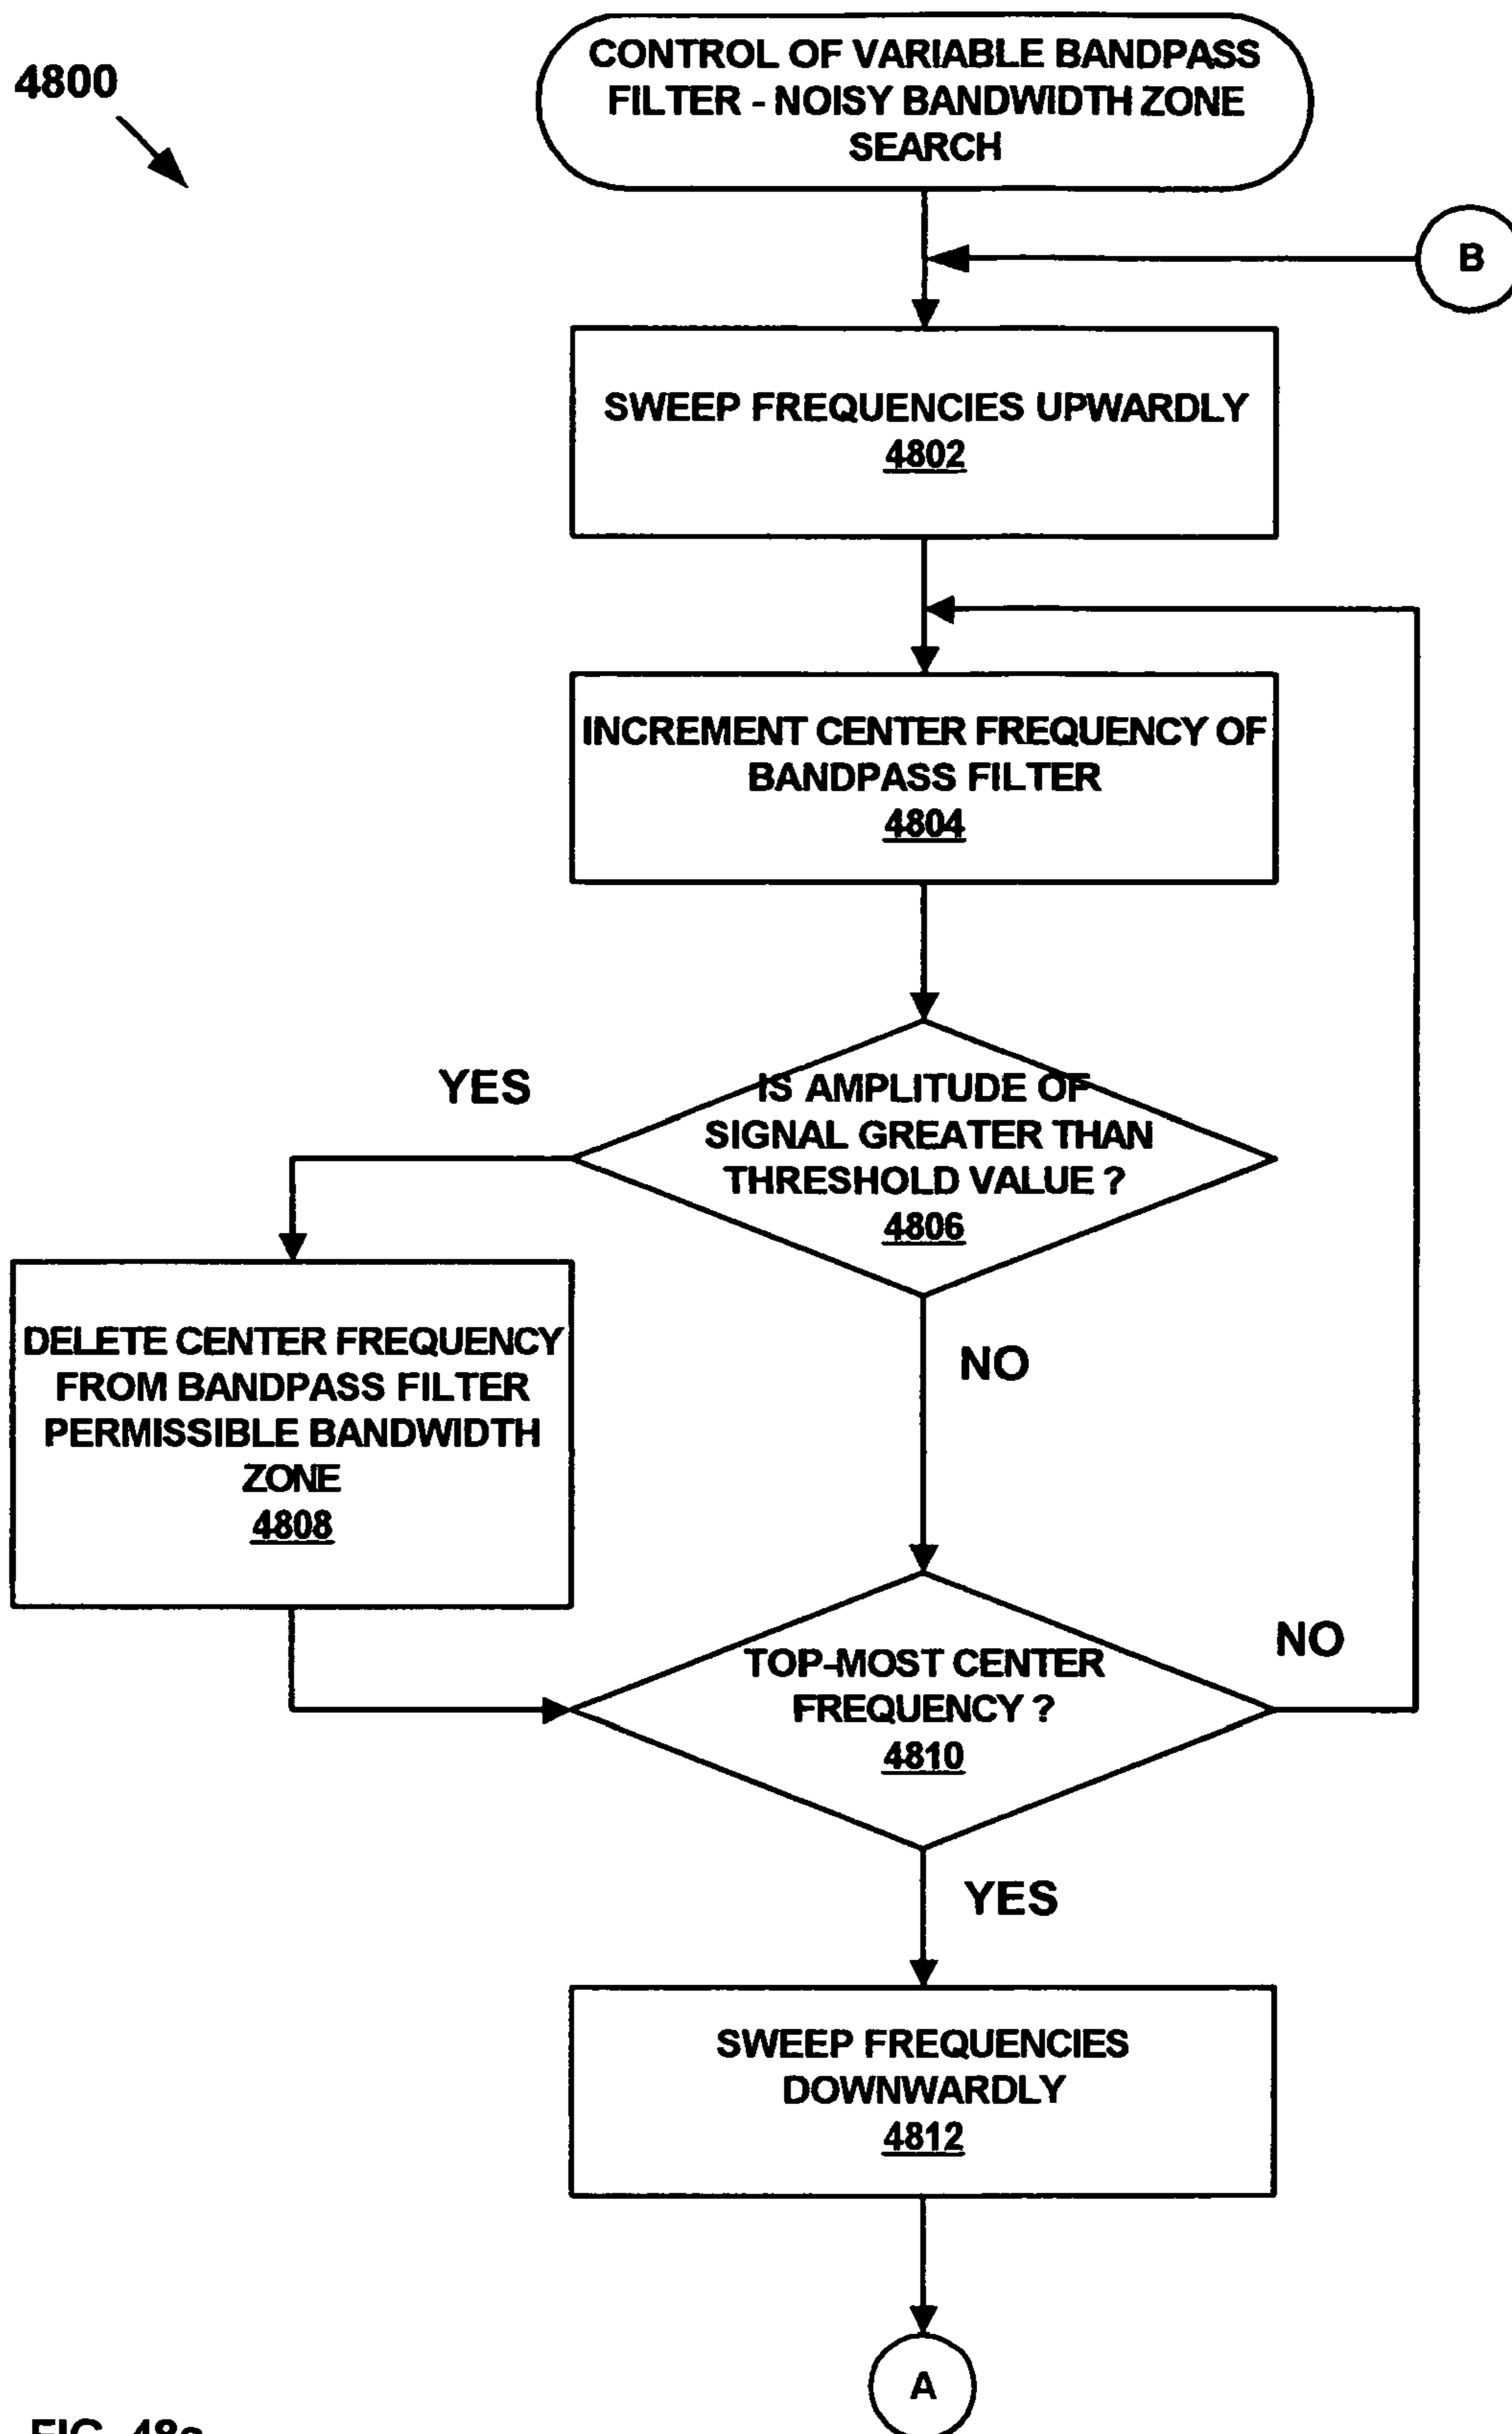 4800
CONTROL OF VARIABLE BANDPASS
FILTER - NOISY BANDWIDTH ZONE
SEARCH
B
SWEEP FREQUENCIES UPWARDLY
4802
INCREMENT CENTER FREQUENCY OF
BANDPASS FILTER
4804
YES
IS AMPLITUDE OF
SIGNAL GREATER THAN
THRESHOLD VALUE ?
4806
DELETE CENTER FREQUENCY
FROM BANDPASS FILTER
PERMISSIBLE BANDWIDTH
ZONE
4808
NO
TOP-MOST CENTER
FREQUENCY ?
4810
NO
YES
SWEEP FREQUENCIES
DOWNWARDLY
4812
A
FIG. 48a